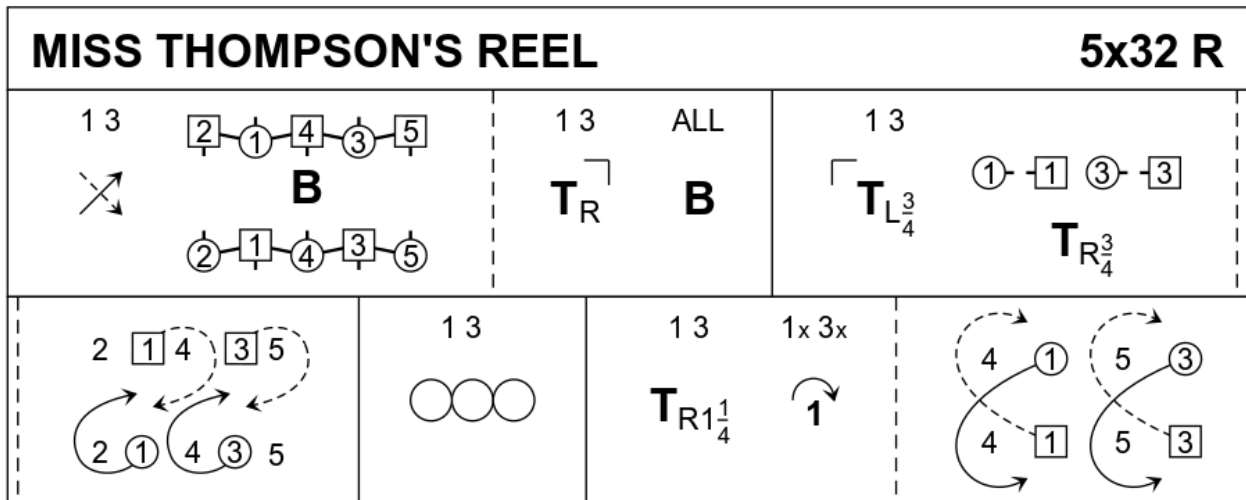 MISS THOMPSON'S REEL 5x32 R
1 3
2 1 4 3 5
B
2 1 4 3 5
1 3 ALL
T R B
1 3
T L 3/4
1 1 3 3
T R 3/4
2 1 4 3 5
2 1 4 3 5
1 3
1 3 1x 3x
T R1 1/4 1
4 1 5 3
4 1 5 3